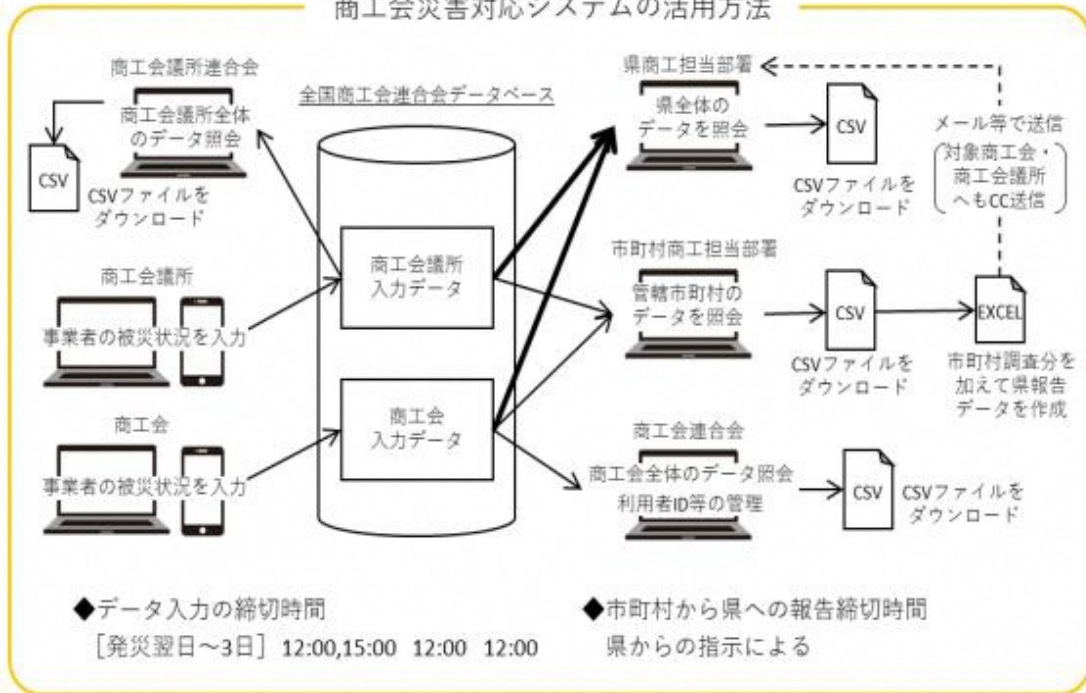 商工会災害対応システムの活用方法
商工会議所連合会
商工会議所全体
のデータ照会
CSV
CSVファイルを
ダウンロード
商工会議所
事業者の被災状況を入力
商工会
事業者の被災状況を入力
全国商工会連合会データベース
商工会議所
入力データ
商工会
入力データ
県商工担当部署
県全体の
データを照会
CSV
CSVファイルを
ダウンロード
メール等で送信
対象商工会・
商工会議所
へもCC送信
市町村商工担当部署
管轄市町村の
データを照会
CSV
CSVファイルを
ダウンロード
EXCEL
市町村調査分を
加えて県報告
データを作成
商工会連合会
商工会全体のデータ照会
利用者ID等の管理
CSV
CSVファイルを
ダウンロード
◆データ入力の締切時間
［発災翌日～3日］ 12:00,15:00 12:00 12:00
◆市町村から県への報告締切時間
県からの指示による